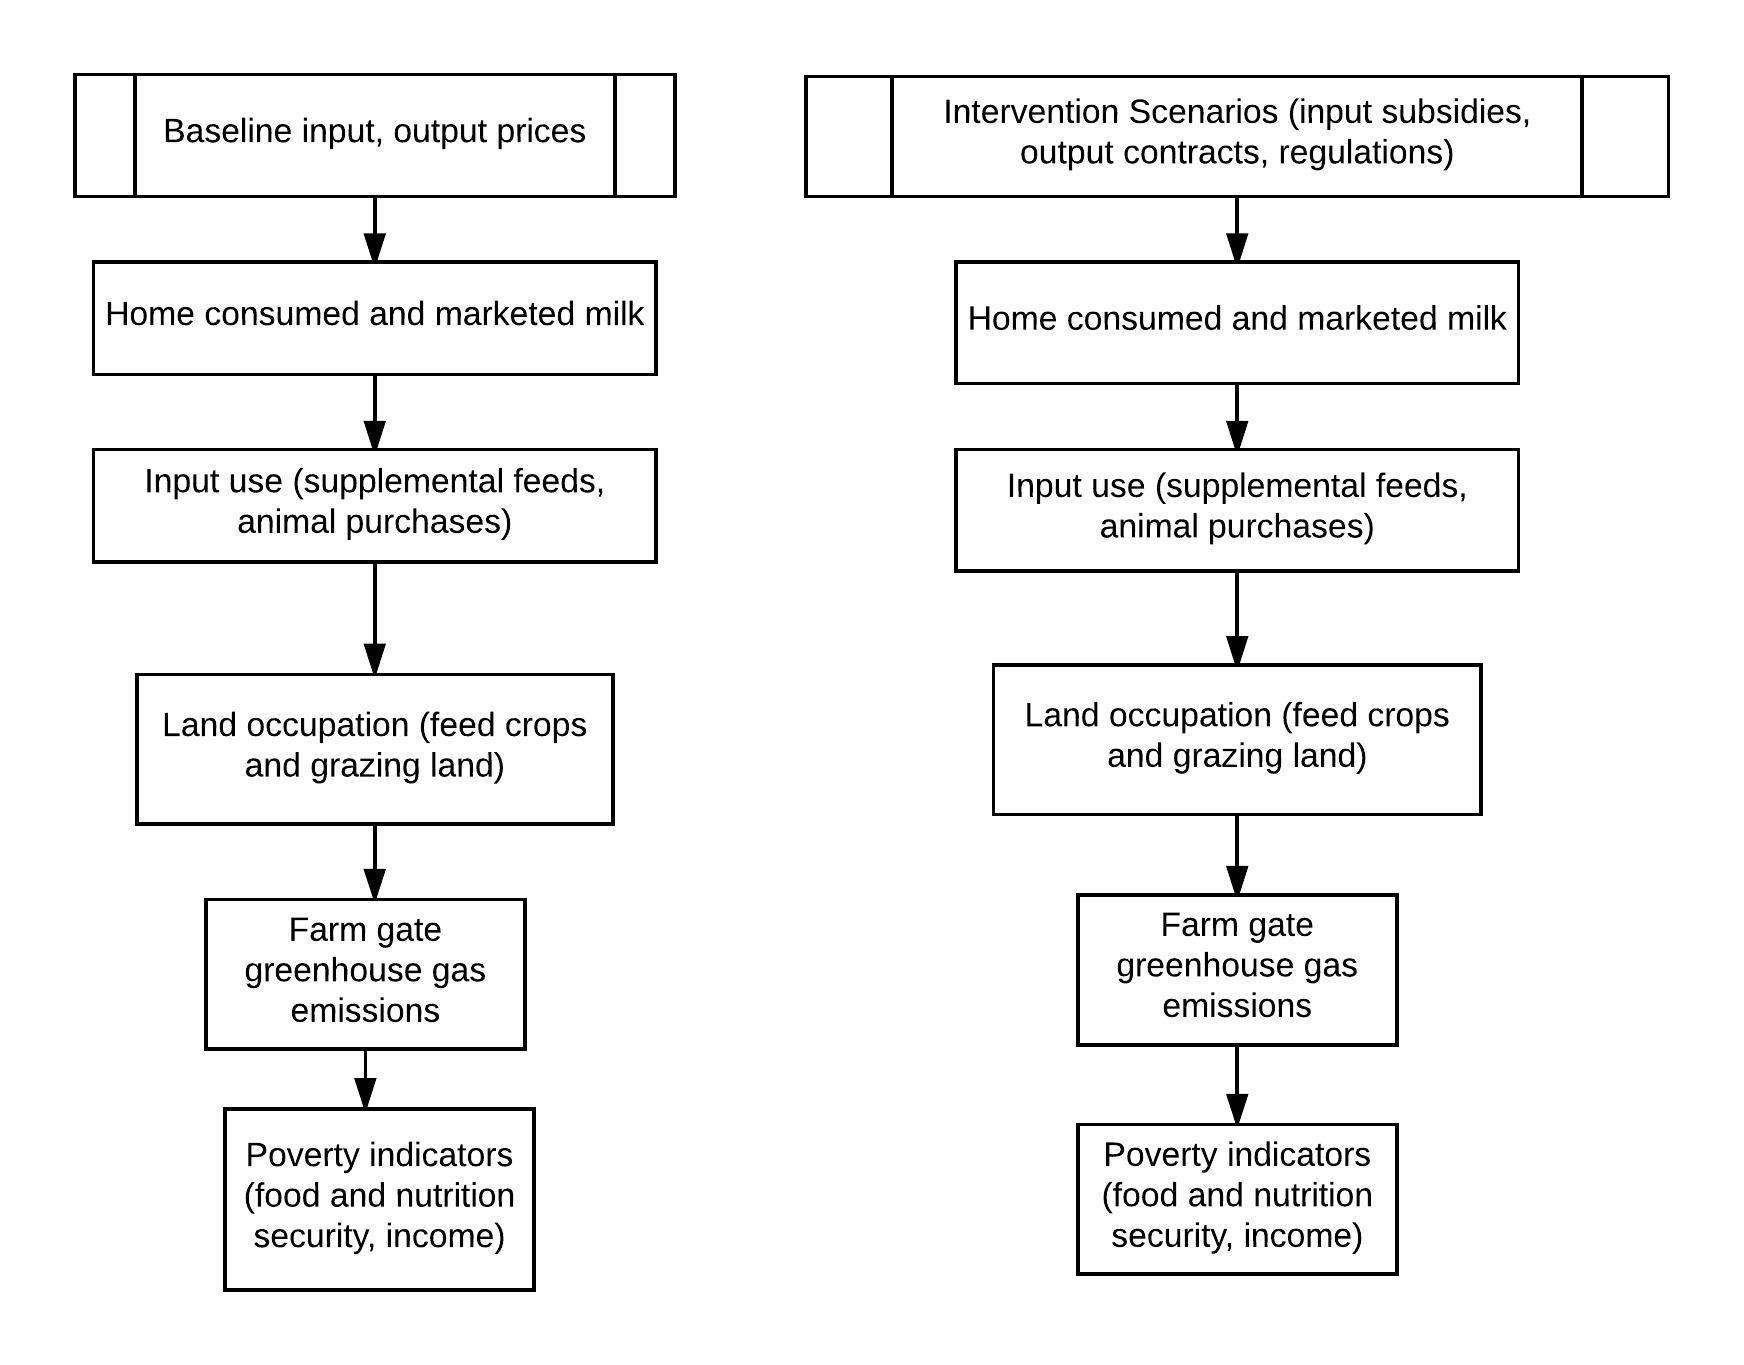 Baseline input, output prices
Home consumed and marketed milk
Input use (supplemental feeds,
animal purchases)
Land occupation (feed crops
and grazing land)
Farm gate
greenhouse gas
emissions
Poverty indicators
(food and nutrition
security, income)
Intervention Scenarios (input subsidies,
output contracts, regulations)
Home consumed and marketed milk
Input use (supplemental feeds,
animal purchases)
Land occupation (feed crops
and grazing land)
Farm gate
greenhouse gas
emissions
Poverty indicators
(food and nutrition
security, income)